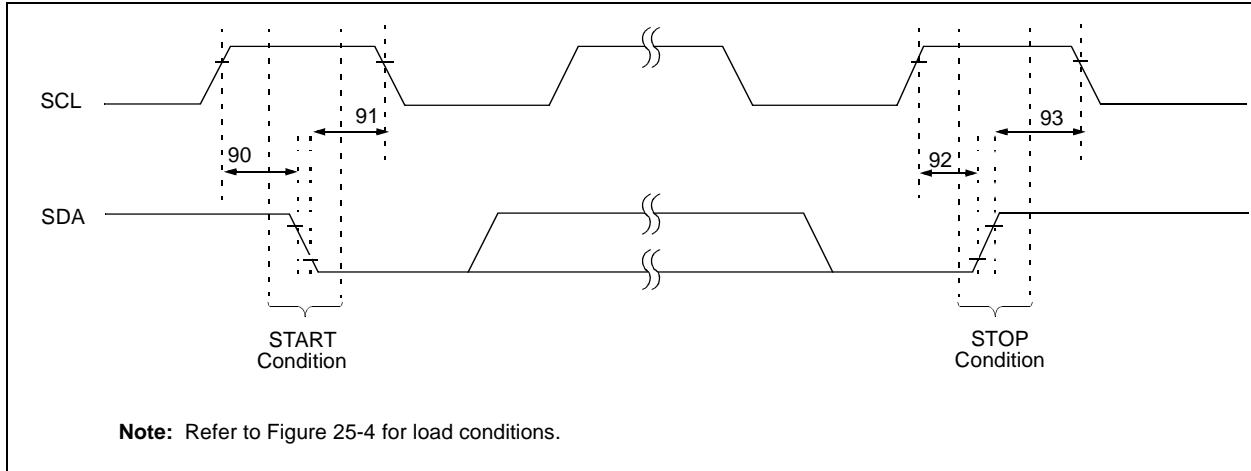 SCL
91
93
90
92
SDA
START
Condition
STOP
Condition
Note: Refer to Figure 25-4 for load conditions.